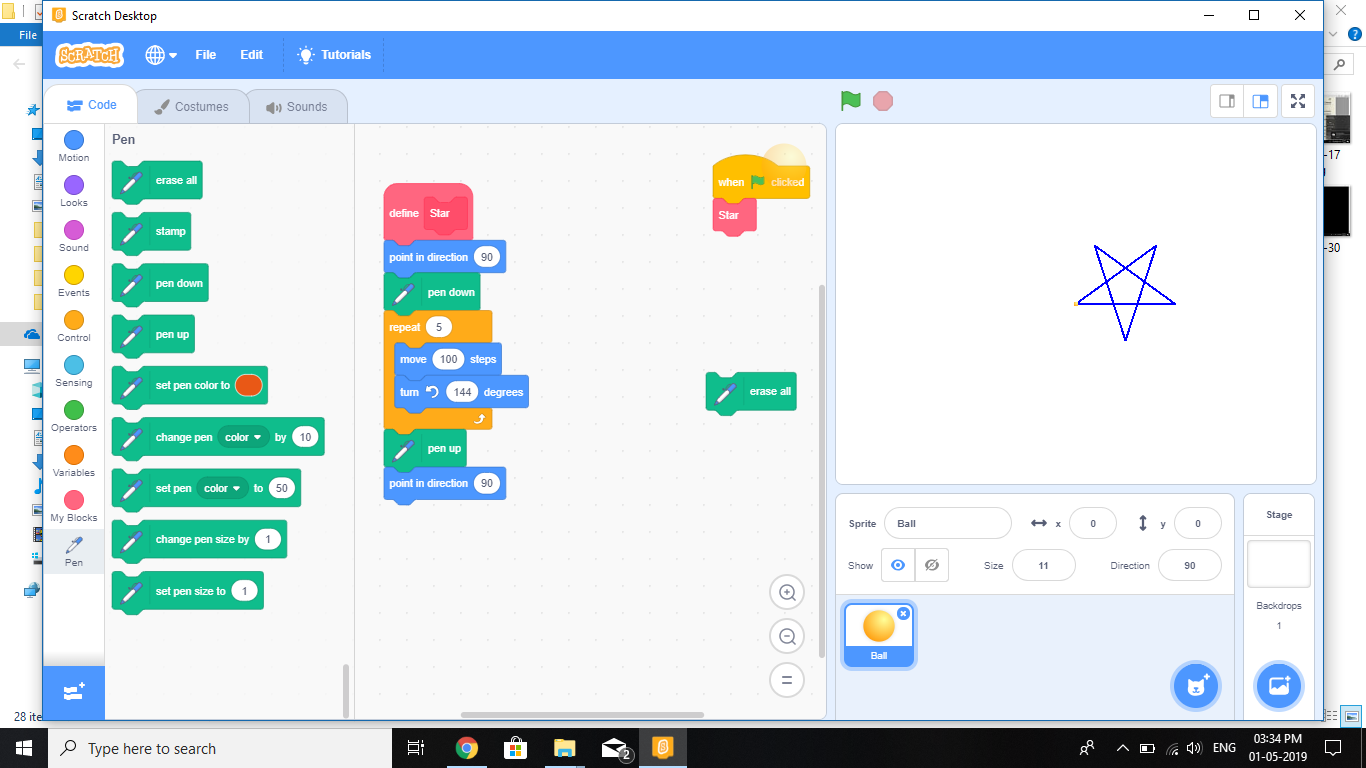 Scratch Desktop
File
SCRATCH
File
Edit
Tutorials
Code
Costumes
Sounds
Motion
Looks
Sound
Events
Control
Sensing
Operators
Variables
My Blocks
Pen
Pen
erase all
stamp
pen down
pen up
set pen color to
change pen color by 10
set pen color to 50
change pen size by 1
set pen size to 1
define Star
point in direction 90
pen down
repeat 5
move 100 steps
turn 144 degrees
pen up
point in direction 90
when clicked
Star
erase all
-17
-30
Sprite
Ball
x
0
y
0
Show
Size
11
Direction
90
Ball
Stage
Backdrops
1
28 ite
Type here to search
2
ENG
03:34 PM
01-05-2019